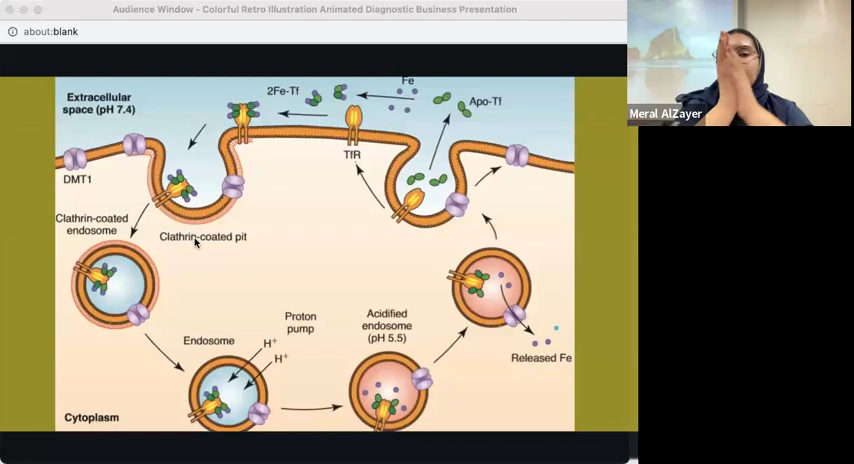 Audience Window - Colorful Retro Illustration Animated Diagnostic Business Presentation
about:blank
Meral AlZayer
Extracellular
space (pH 7.4)
2Fe-Tf
Fe
Apo-Tf
TfR
DMT1
Clathrin-coated
endosome
Clathrin-coated pit
Endosome
Proton
pump
H+
H+
Acidified
endosome
(pH 5.5)
Released Fe
Cytoplasm